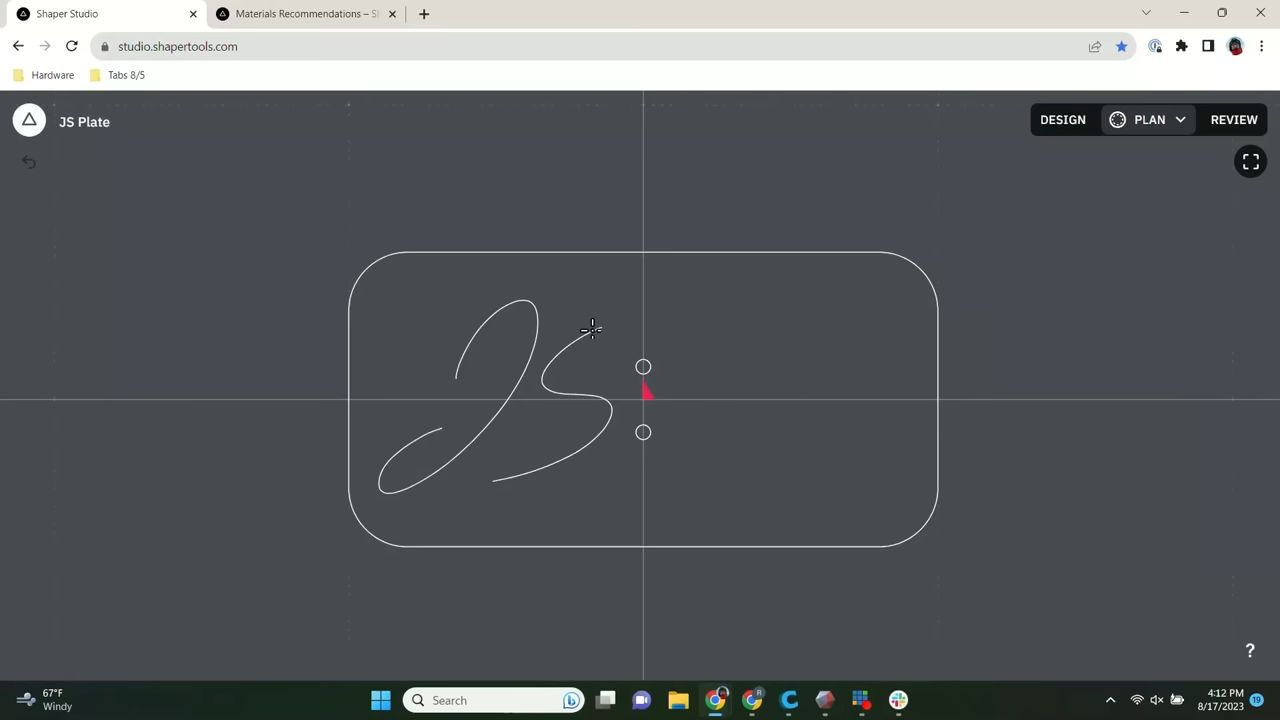 Shaper Studio
Materials Recommendations – S
studio.shapertools.com
Hardware
Tabs 8/5
JS Plate
DESIGN
PLAN
REVIEW
JS
?
67°F
Windy
Search
4:12 PM
8/17/2023
19